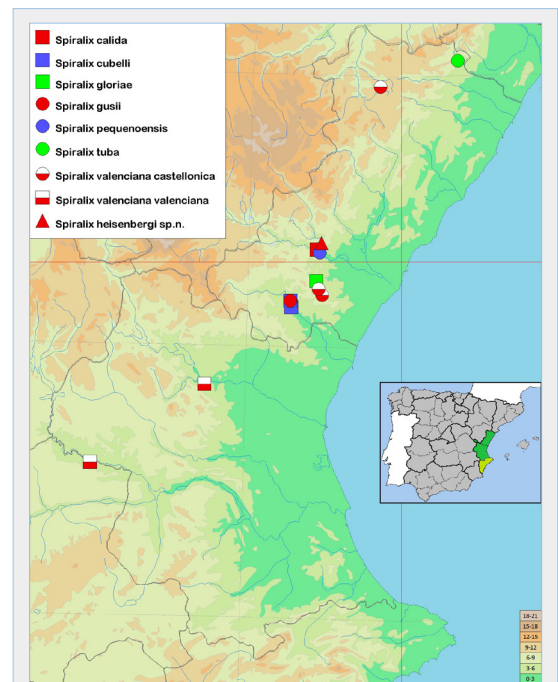 Spiralix calida
Spiralix cubelli
Spiralix gloriae
Spiralix gusii
Spiralix pequenoensis
Spiralix tuba
Spiralix valenciana castellonica
Spiralix valenciana valenciana
Spiralix heisenbergi sp.n.
18-21
15-18
12-15
9-12
6-9
3-6
0-3